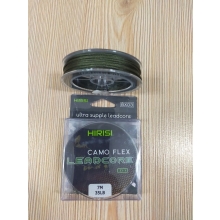 ultra supple leadcore
HIRISI
CAMO FLEX
LEADCORE
7M
35LB